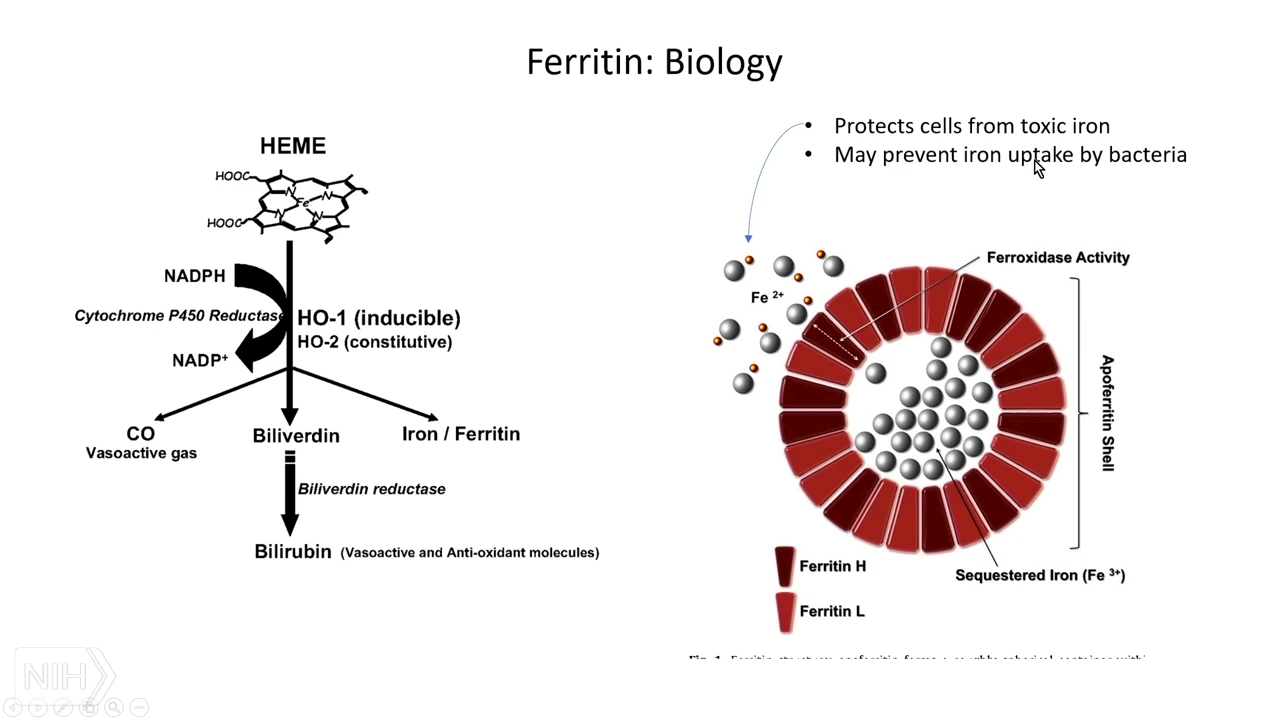 Ferritin: Biology
• Protects cells from toxic iron
• May prevent iron uptake by bacteria
HEME
HOOC
N
N
Fe
N
N
HOOC
NADPH
Cytochrome P450 Reductase
NADP+
HO-1 (inducible)
HO-2 (constitutive)
CO
Vasoactive gas
Biliverdin
Iron / Ferritin
Biliverdin reductase
Bilirubin (Vasoactive and Anti-oxidant molecules)
Ferroxidase Activity
Fe 2+
Apoferritin Shell
Sequestered Iron (Fe 3+)
Ferritin H
Ferritin L
NIH